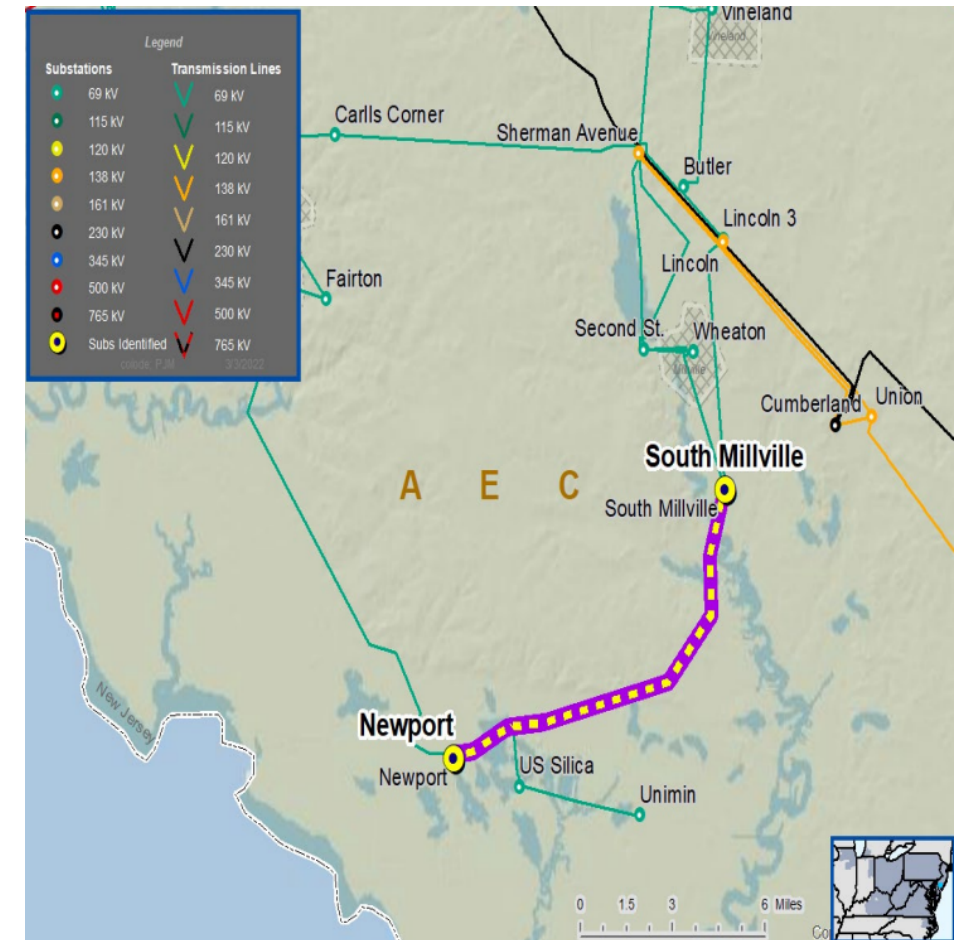 Legend
Substations Transmission Lines
69 kV 69 kV
115 kV 115 kV
120 kV 120 kV
138 kV 138 kV
161 kV 161 kV
230 kV 230 kV
345 kV 345 kV
500 kV 500 kV
765 kV 765 kV
Subs Identified
PJM 3/3/2022
Vineland
Vineland
Carlls Corner
Sherman Avenue
Butler
Lincoln 3
Lincoln
Fairton
Second St.
Wheaton
Millville
Cumberland
Union
South Millville
A E C
South Millville
New Jersey
Newport
Newport
US Silica
Unimin
0 1.5 3 6 Miles